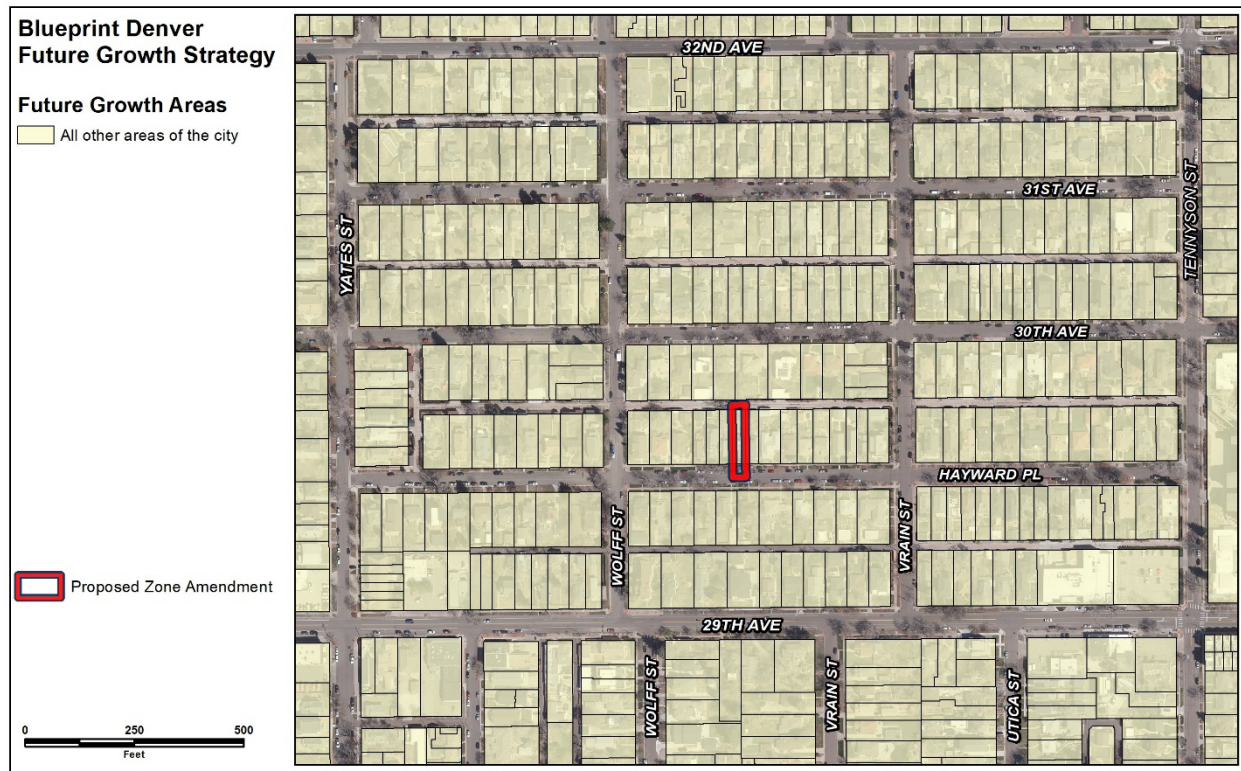 Blueprint Denver
Future Growth Strategy
Future Growth Areas
All other areas of the city
Proposed Zone Amendment
0 250 500
Feet
32ND AVE
31ST AVE
YATES ST
TENNYSON ST
30TH AVE
HAYWARD PL
WOLFF ST
VRAIN ST
29TH AVE
WOLFF ST
VRAIN ST
UTICA ST